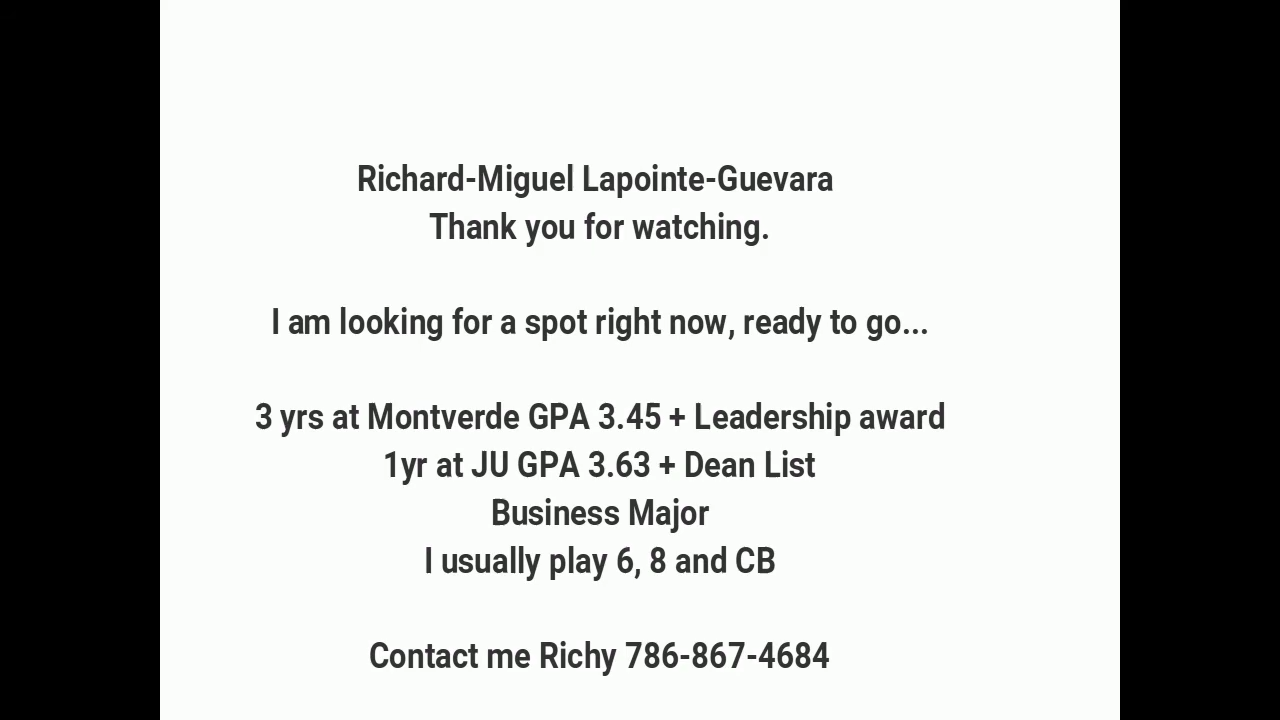 Richard-Miguel Lapointe-Guevara
Thank you for watching.
I am looking for a spot right now, ready to go...
3 yrs at Montverde GPA 3.45 + Leadership award
1yr at JU GPA 3.63 + Dean List
Business Major
I usually play 6, 8 and CB
Contact me Richy 786-867-4684